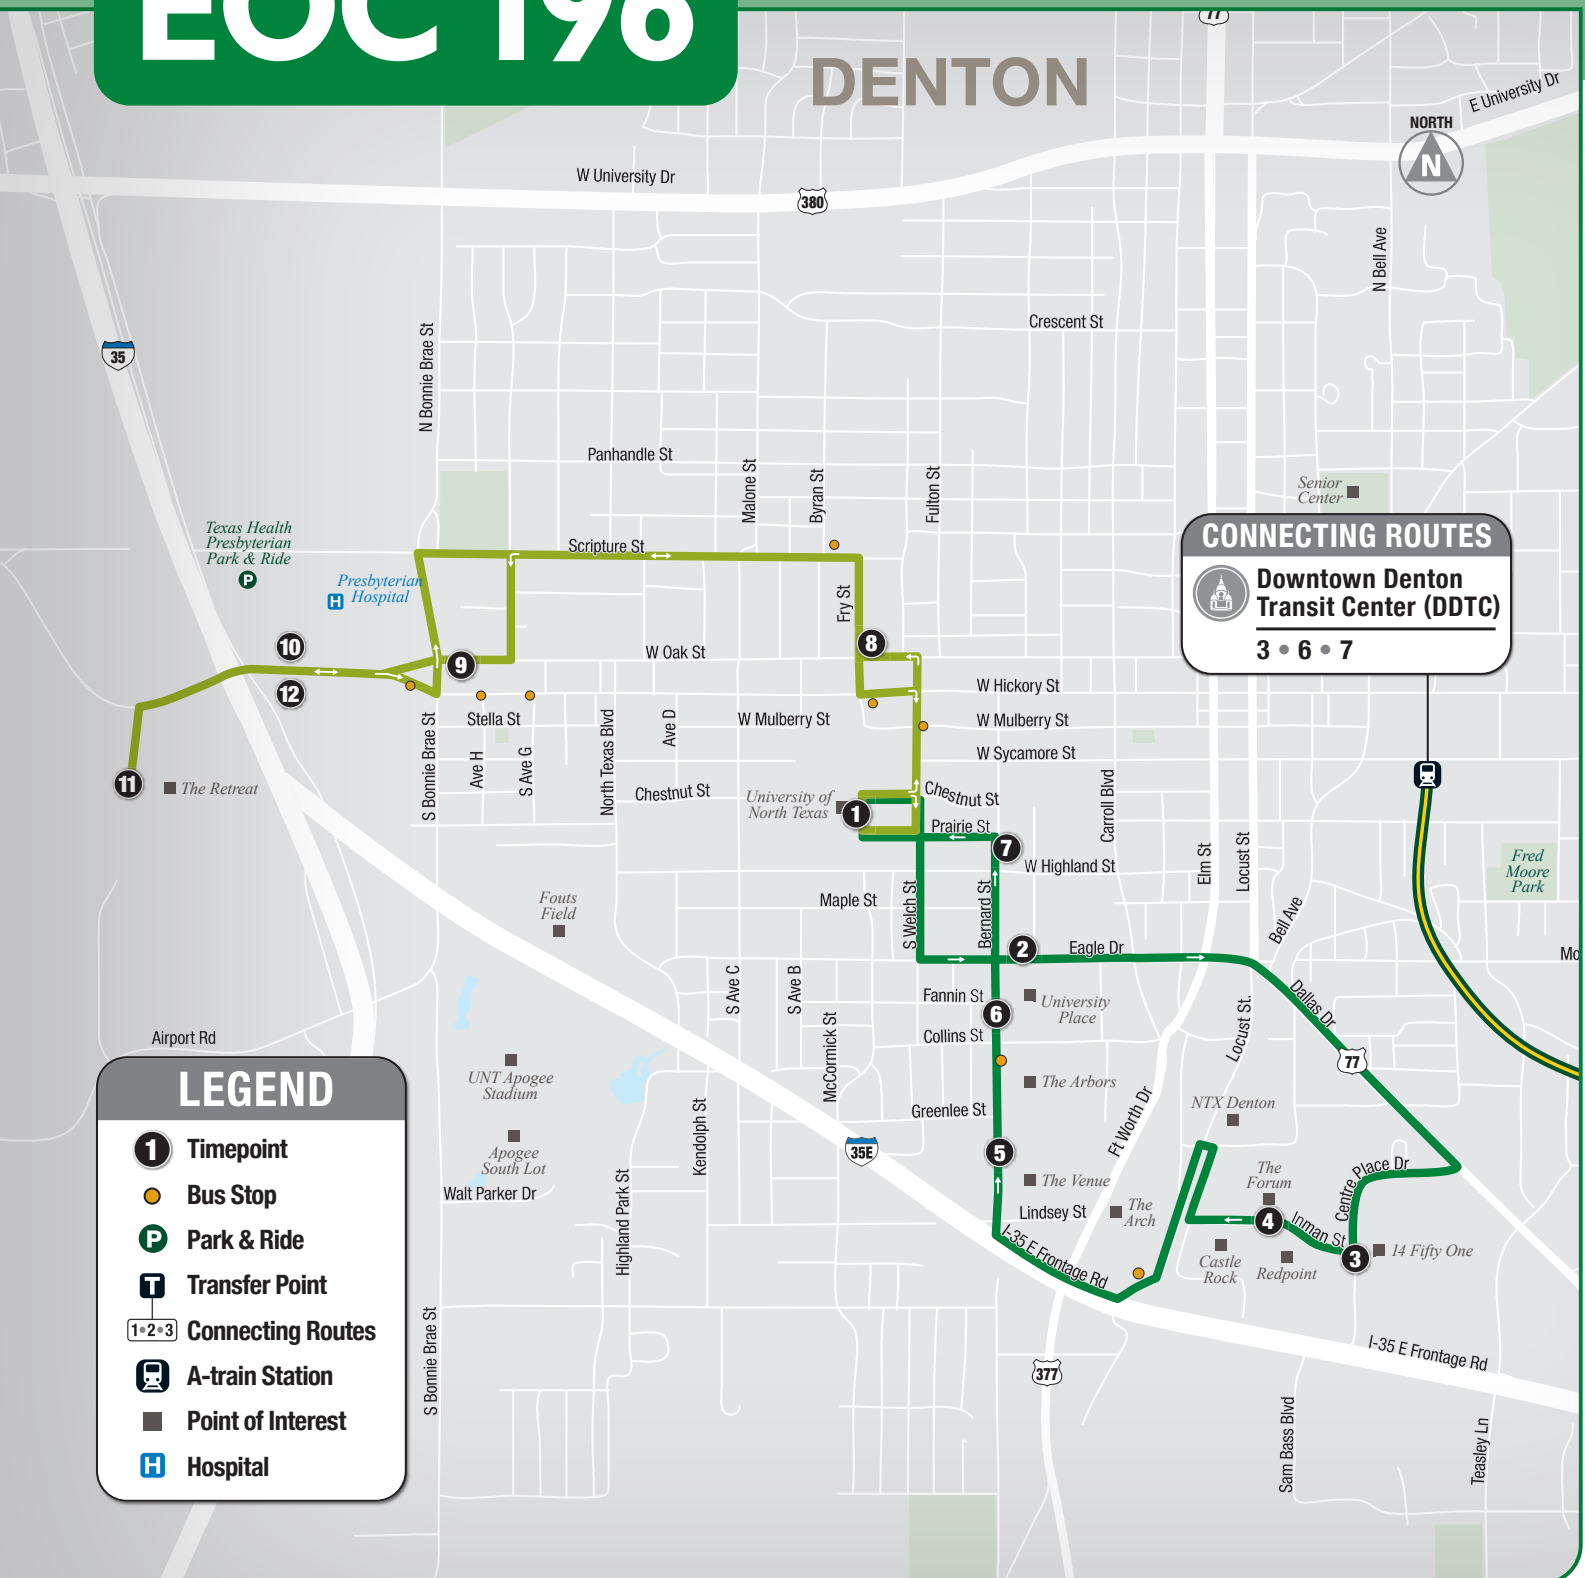 EOC 196
DENTON
77
E University Dr
NORTH
N
W University Dr
380
N Bell Ave
Crescent St
35
N Bonnie Brae St
Panhandle St
Malone St
Byran St
Fulton St
Senior
Center
CONNECTING ROUTES
Downtown Denton
Transit Center (DDTC)
3 • 6 • 7
Texas Health
Presbyterian
Park & Ride
P
Presbyterian
Hospital
H
Scripture St
Fry St
8
10
W Oak St
9
12
W Hickory St
Stella St
W Mulberry St
W Mulberry St
S Bonnie Brae St
Ave H
S Ave G
North Texas Blvd
Ave D
W Sycamore St
11
The Retreat
Chestnut St
University of
North Texas
1
Chestnut St
Carroll Blvd
Prairie St
7
W Highland St
Elm St
Locust St
Fred
Moore
Park
Fouts
Field
Maple St
S Welch St
Bernard St
2
Eagle Dr
Bell Ave
Mo
S Ave C
S Ave B
Fannin St
University
Place
6
Dallas Dr
McCormick St
Collins St
Locust St.
77
Airport Rd
UNT Apogee
Stadium
The Arbors
Greenlee St
NTX Denton
Ft Worth Dr
Kendolph St
Apogee
South Lot
35E
5
The Venue
The
Forum
Centre Place Dr
Walt Parker Dr
Highland Park St
Lindsey St
The
Arch
4
Inman St
3
14 Fifty One
I-35 E Frontage Rd
Castle
Rock
Redpoint
S Bonnie Brae St
377
I-35 E Frontage Rd
Sam Bass Blvd
Teasley Ln
LEGEND
1 Timepoint
Bus Stop
P Park & Ride
T Transfer Point
1•2•3 Connecting Routes
A-train Station
Point of Interest
H Hospital